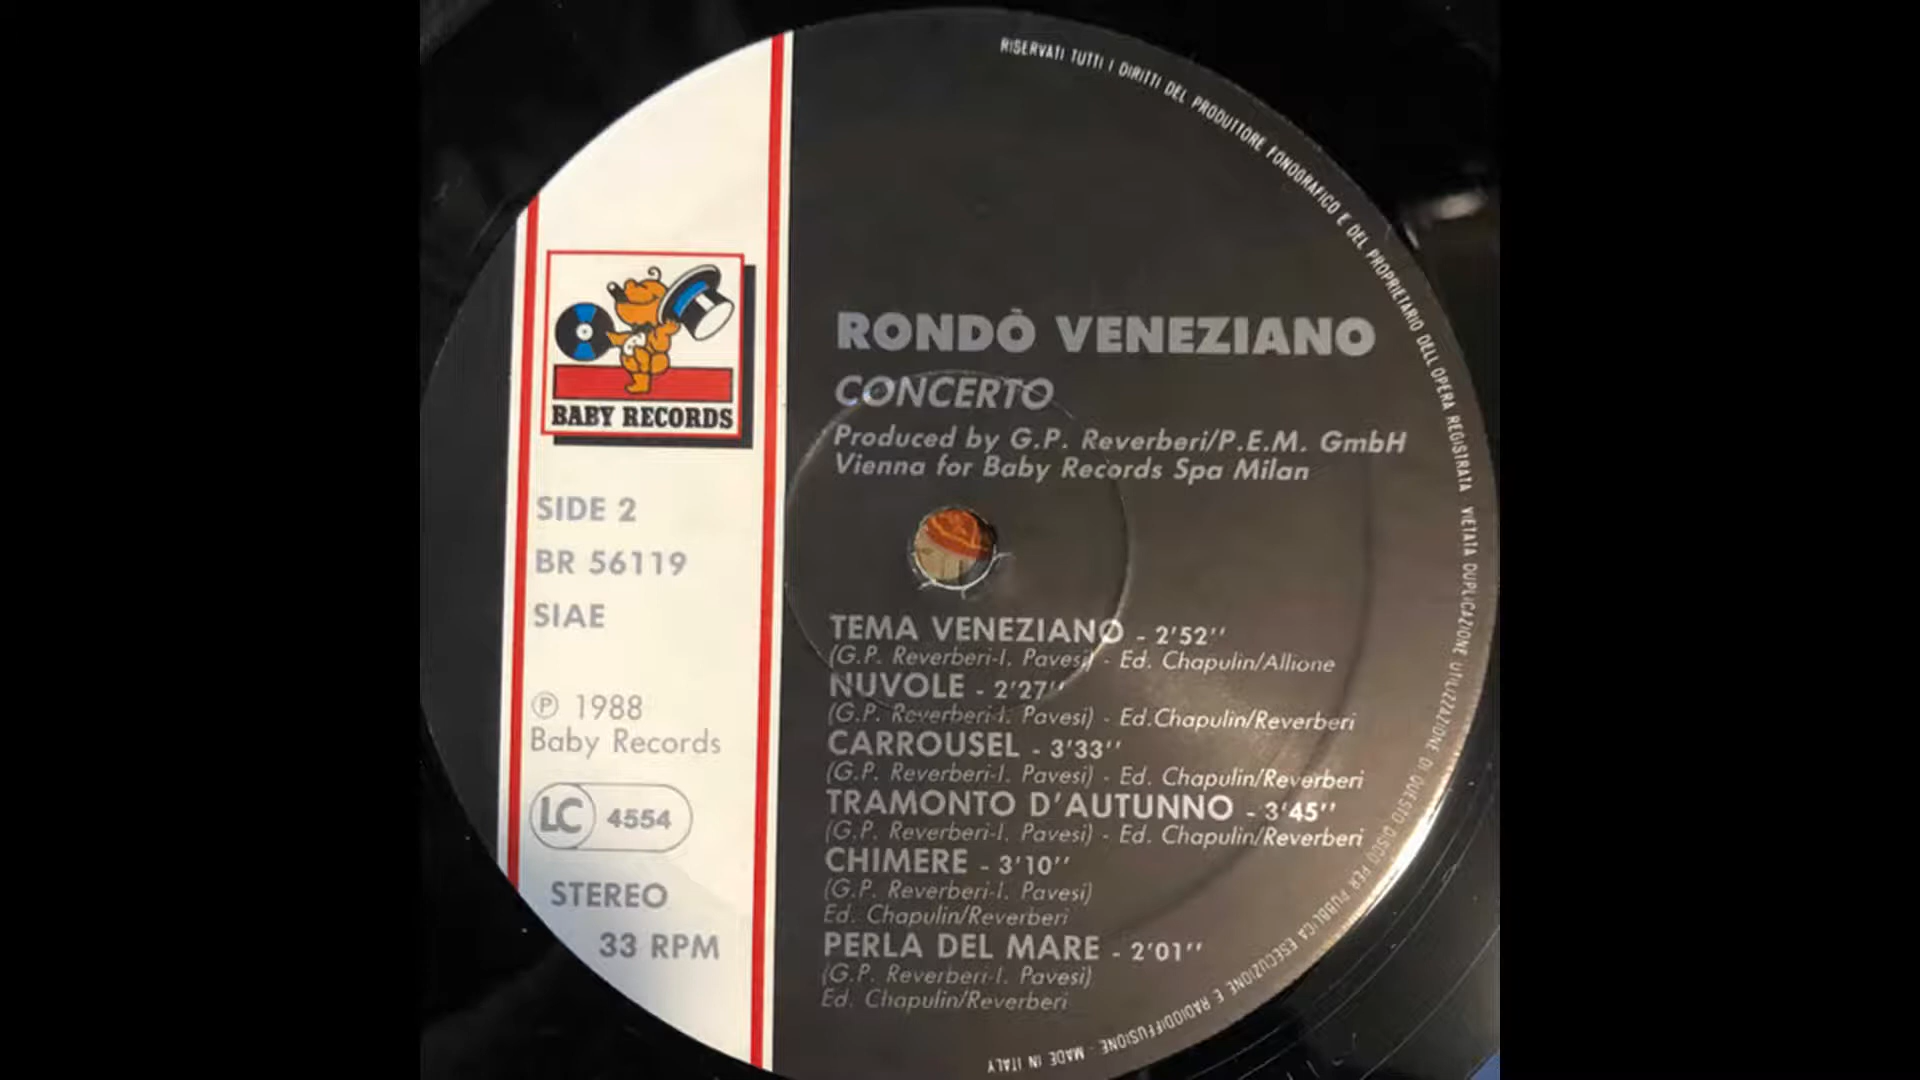 RISERVATI TUTTI I DIRITTI DEL PRODUTTORE FONOGRAFICO E DEL PROPRIETARIO DELL'OPERA REGISTRATA - VIETATA DUPLICAZIONE UTILIZZAZIONE DI QUESTO DISCO PER PUBBLICA ESECUZIONE E RADIODIFFUSIONE - MADE IN ITALY
BABY RECORDS
SIDE 2
BR 56119
SIAE
Ⓟ 1988
Baby Records
LC 4554
STEREO
33 RPM
RONDÒ VENEZIANO
CONCERTO
Produced by G.P. Reverberi/P.E.M. GmbH
Vienna for Baby Records Spa Milan
TEMA VENEZIANO - 2'52''
(G.P. Reverberi-I. Pavesi) - Ed. Chapulin/Allione
NUVOLE - 2'27''
(G.P. Reverberi-I. Pavesi) - Ed.Chapulin/Reverberi
CARROUSEL - 3'33''
(G.P. Reverberi-I. Pavesi) - Ed. Chapulin/Reverberi
TRAMONTO D'AUTUNNO - 3'45''
(G.P. Reverberi-I. Pavesi) - Ed. Chapulin/Reverberi
CHIMERE - 3'10''
(G.P. Reverberi-I. Pavesi)
Ed. Chapulin/Reverberi
PERLA DEL MARE - 2'01''
(G.P. Reverberi-I. Pavesi)
Ed. Chapulin/Reverberi